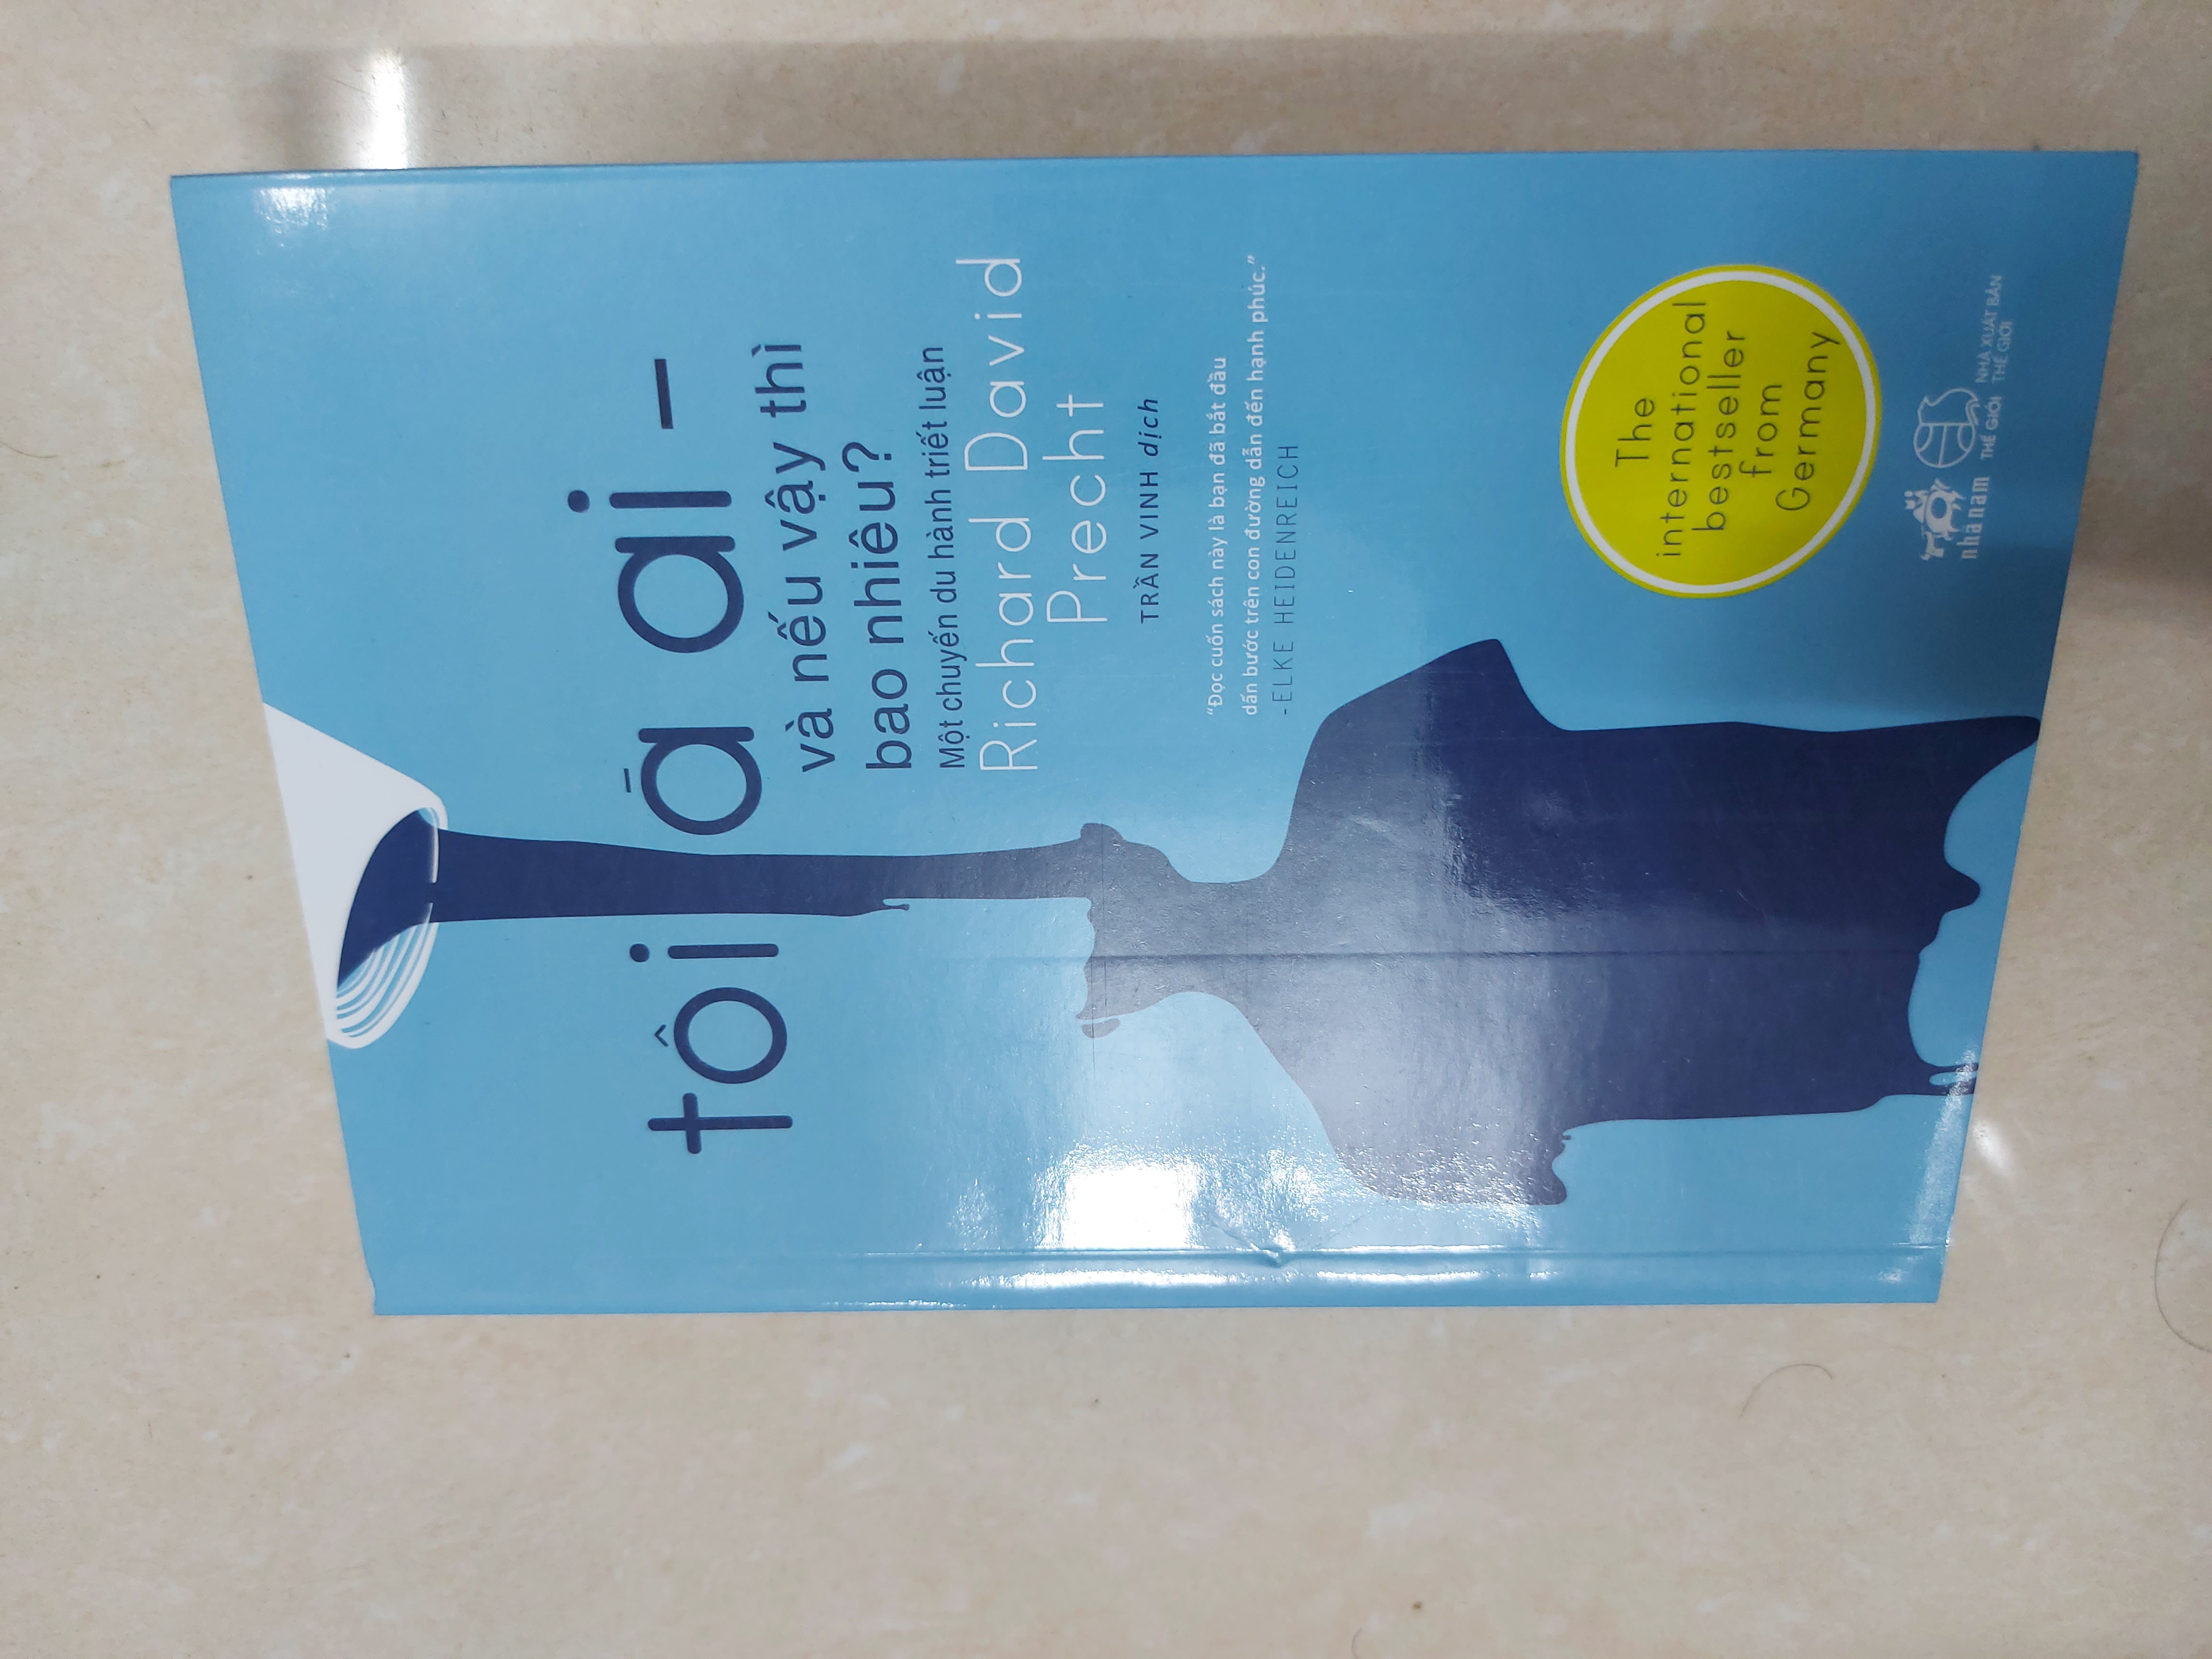 tôi là ai –
và nếu vậy thì
bao nhiêu?
Một chuyến du hành triết luận
Richard David
Precht
TRẦN VINH dịch
“Đọc cuốn sách này là bạn đã bắt đầu
dấn bước trên con đường dẫn đến hạnh phúc.”
-ELKE HEIDENREICH
The
international
bestseller
from
Germany
nhã nam
THẾ GIỚI
NHÀ XUẤT BẢN
THẾ GIỚI